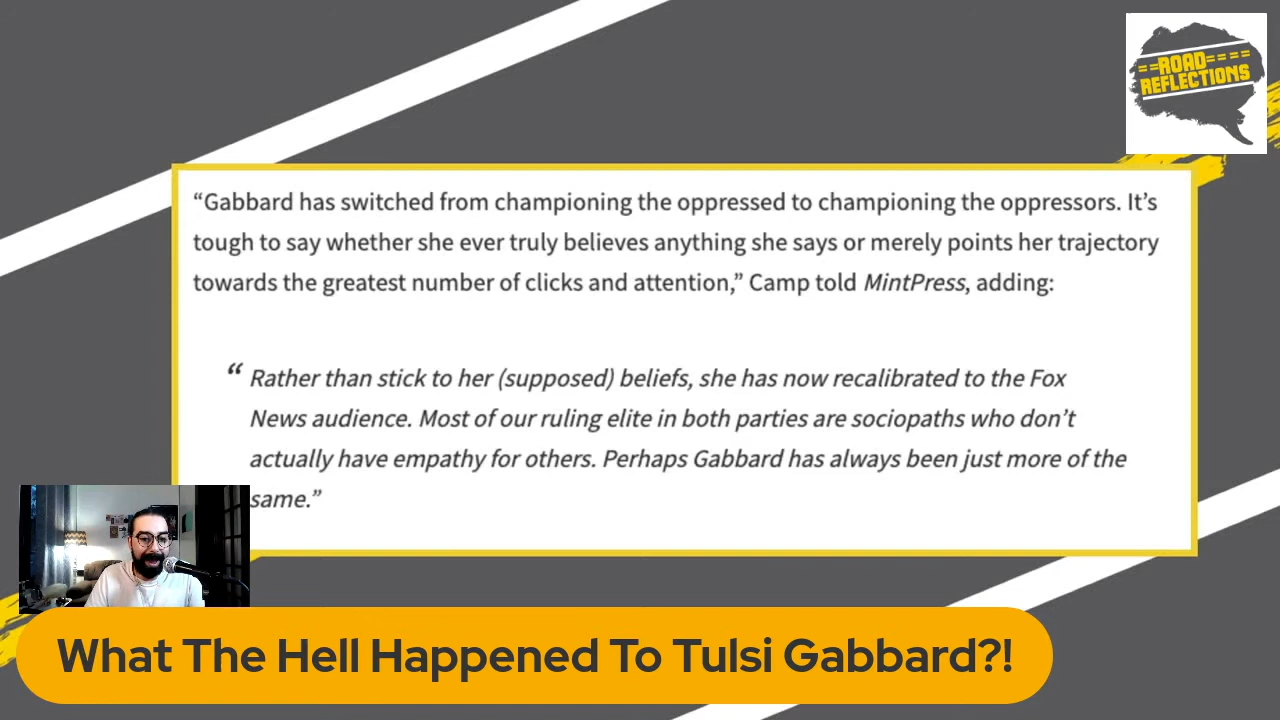 ==ROAD====
REFLECTIONS
“Gabbard has switched from championing the oppressed to championing the oppressors. It’s
tough to say whether she ever truly believes anything she says or merely points her trajectory
towards the greatest number of clicks and attention,” Camp told MintPress, adding:
“ Rather than stick to her (supposed) beliefs, she has now recalibrated to the Fox
News audience. Most of our ruling elite in both parties are sociopaths who don’t
actually have empathy for others. Perhaps Gabbard has always been just more of the
same.”
What The Hell Happened To Tulsi Gabbard?!